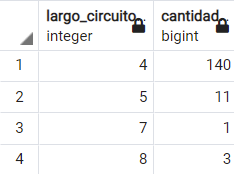 largo_circuito.. cantidad..
integer bigint
1 4 140
2 5 11
3 7 1
4 8 3